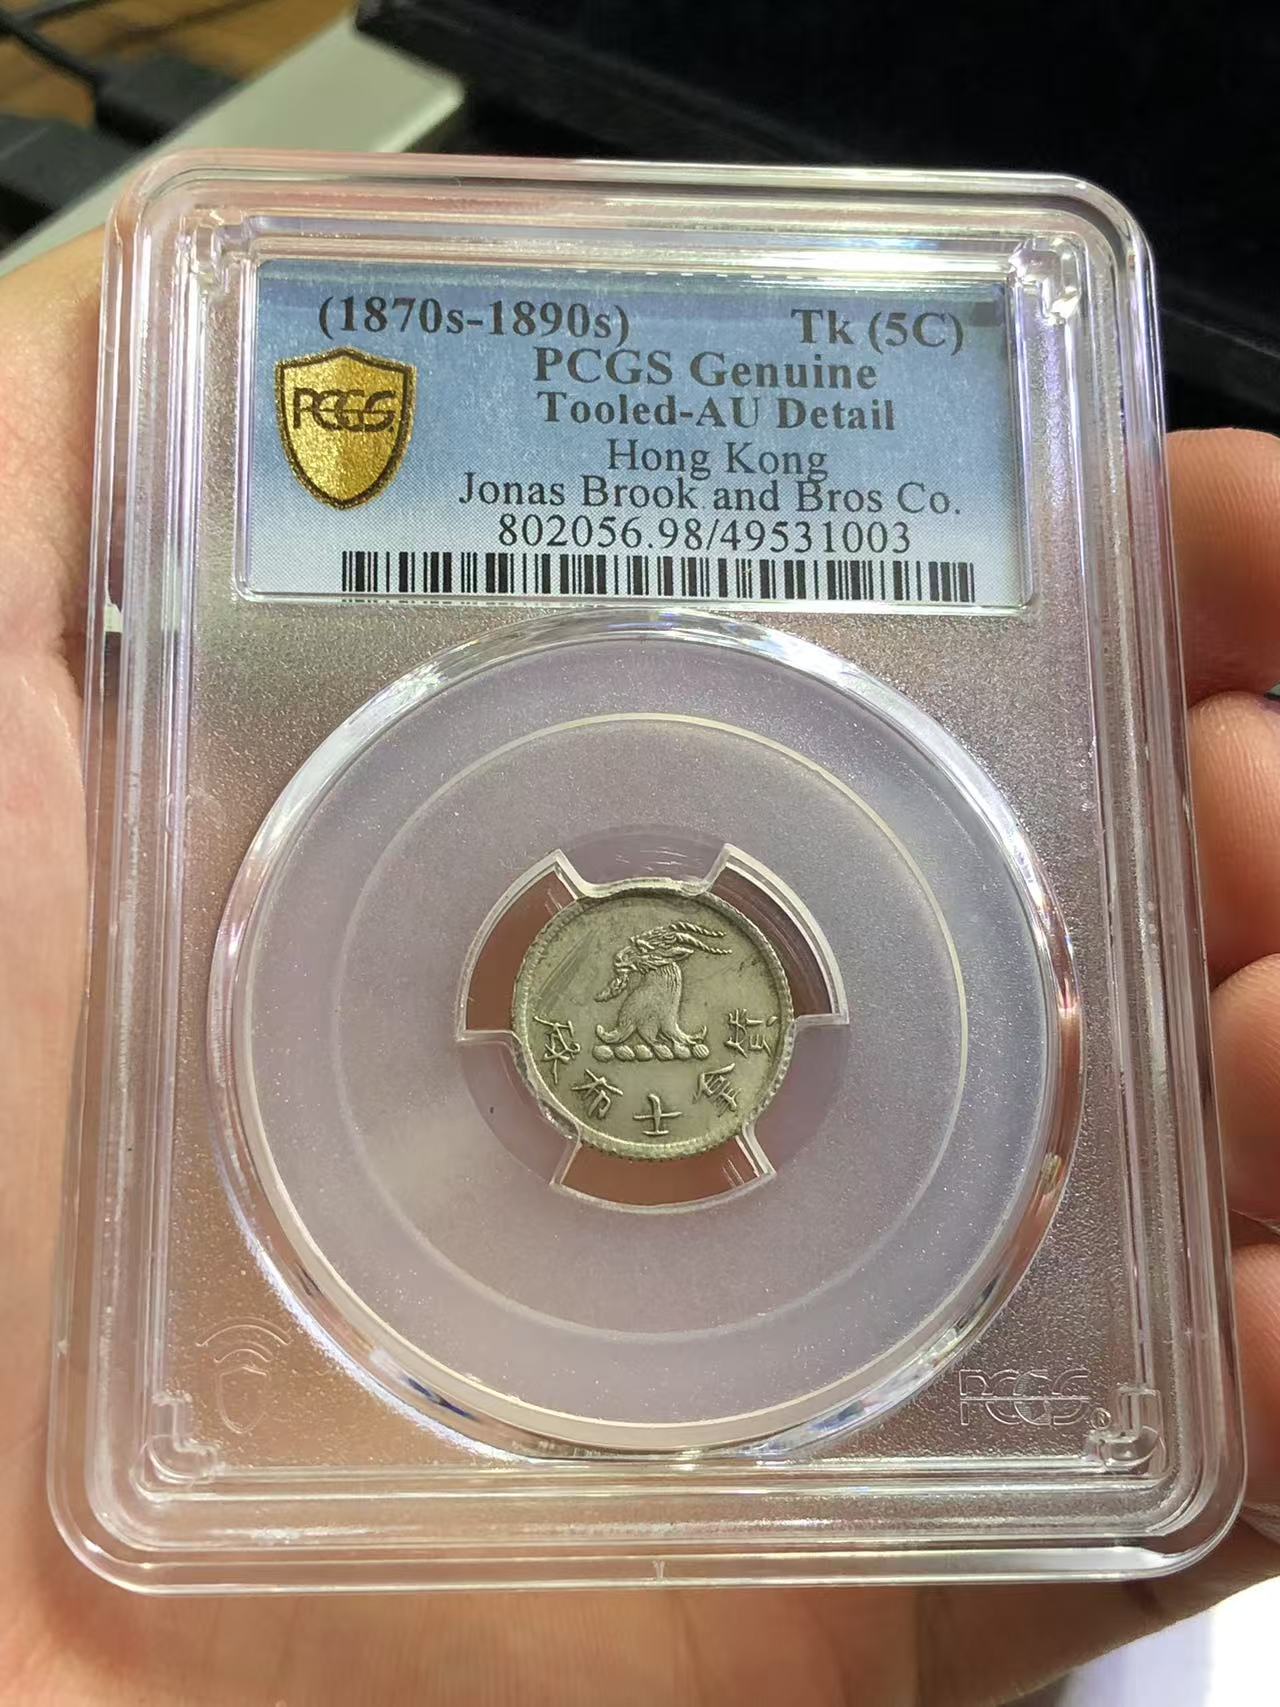 (1870s-1890s) Tk (5C)
PCGS Genuine
PCGS
Tooled-AU Detail
Hong Kong
Jonas Brook and Bros Co.
802056.98/49531003
PCGS